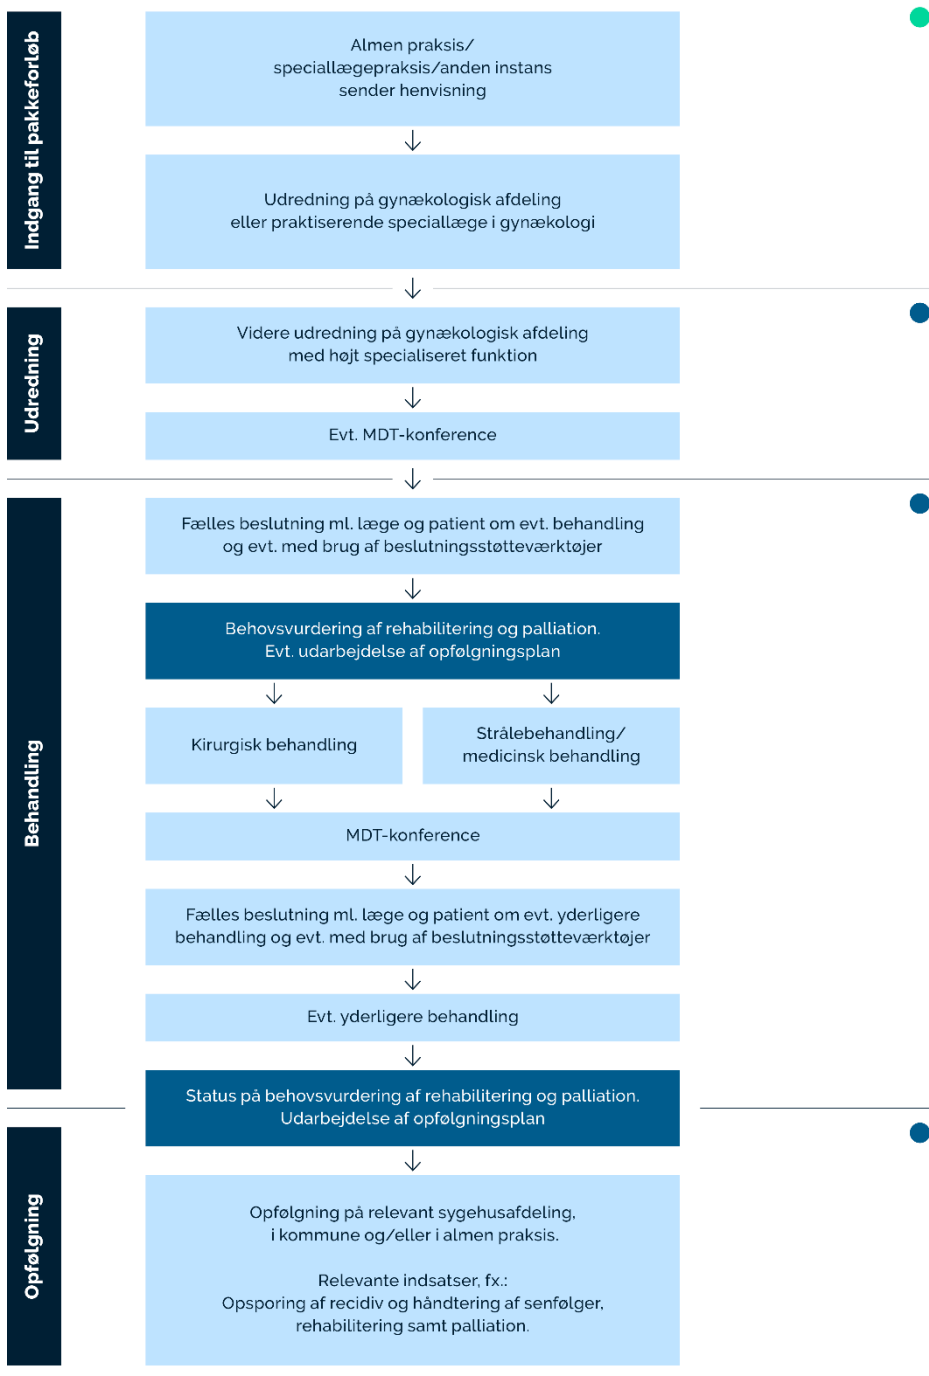 Indgang til pakkeforløb
Almen praksis/
speciallægepraksis/anden instans
sender henvisning
Udredning på gynækologisk afdeling
eller praktiserende speciallæge i gynækologi
Udredning
Videre udredning på gynækologisk afdeling
med højt specialiseret funktion
Evt. MDT-konference
Behandling
Fælles beslutning ml. læge og patient om evt. behandling
og evt. med brug af beslutningsstøtteværktøjer
Behovsvurdering af rehabilitering og palliation.
Evt. udarbejdelse af opfølgningsplan
Kirurgisk behandling
Strålebehandling/
medicinsk behandling
MDT-konference
Fælles beslutning ml. læge og patient om evt. yderligere
behandling og evt. med brug af beslutningsstøtteværktøjer
Evt. yderligere behandling
Status på behovsvurdering af rehabilitering og palliation.
Udarbejdelse af opfølgningsplan
Opfølgning
Opfølgning på relevant sygehusafdeling,
i kommune og/eller i almen praksis.
Relevante indsatser, fx.:
Opsporing af recidiv og håndtering af senfølger,
rehabilitering samt palliation.